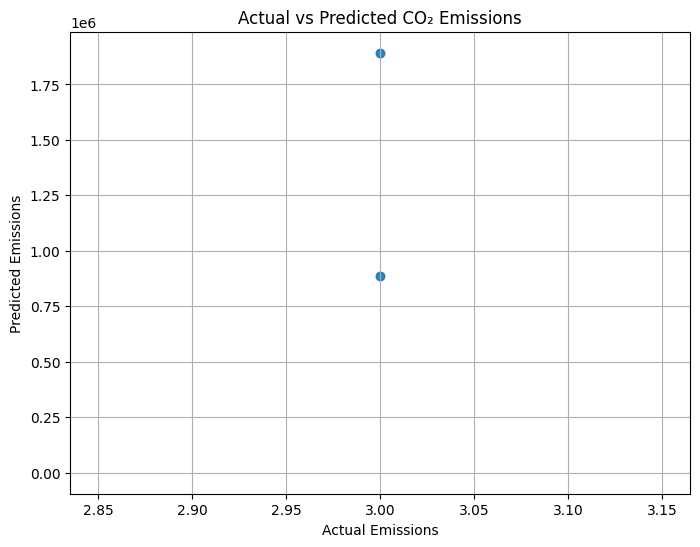 Actual vs Predicted CO₂ Emissions
1e6
1.75
1.50
1.25
1.00
0.75
0.50
0.25
0.00
Predicted Emissions
2.85 2.90 2.95 3.00 3.05 3.10 3.15
Actual Emissions